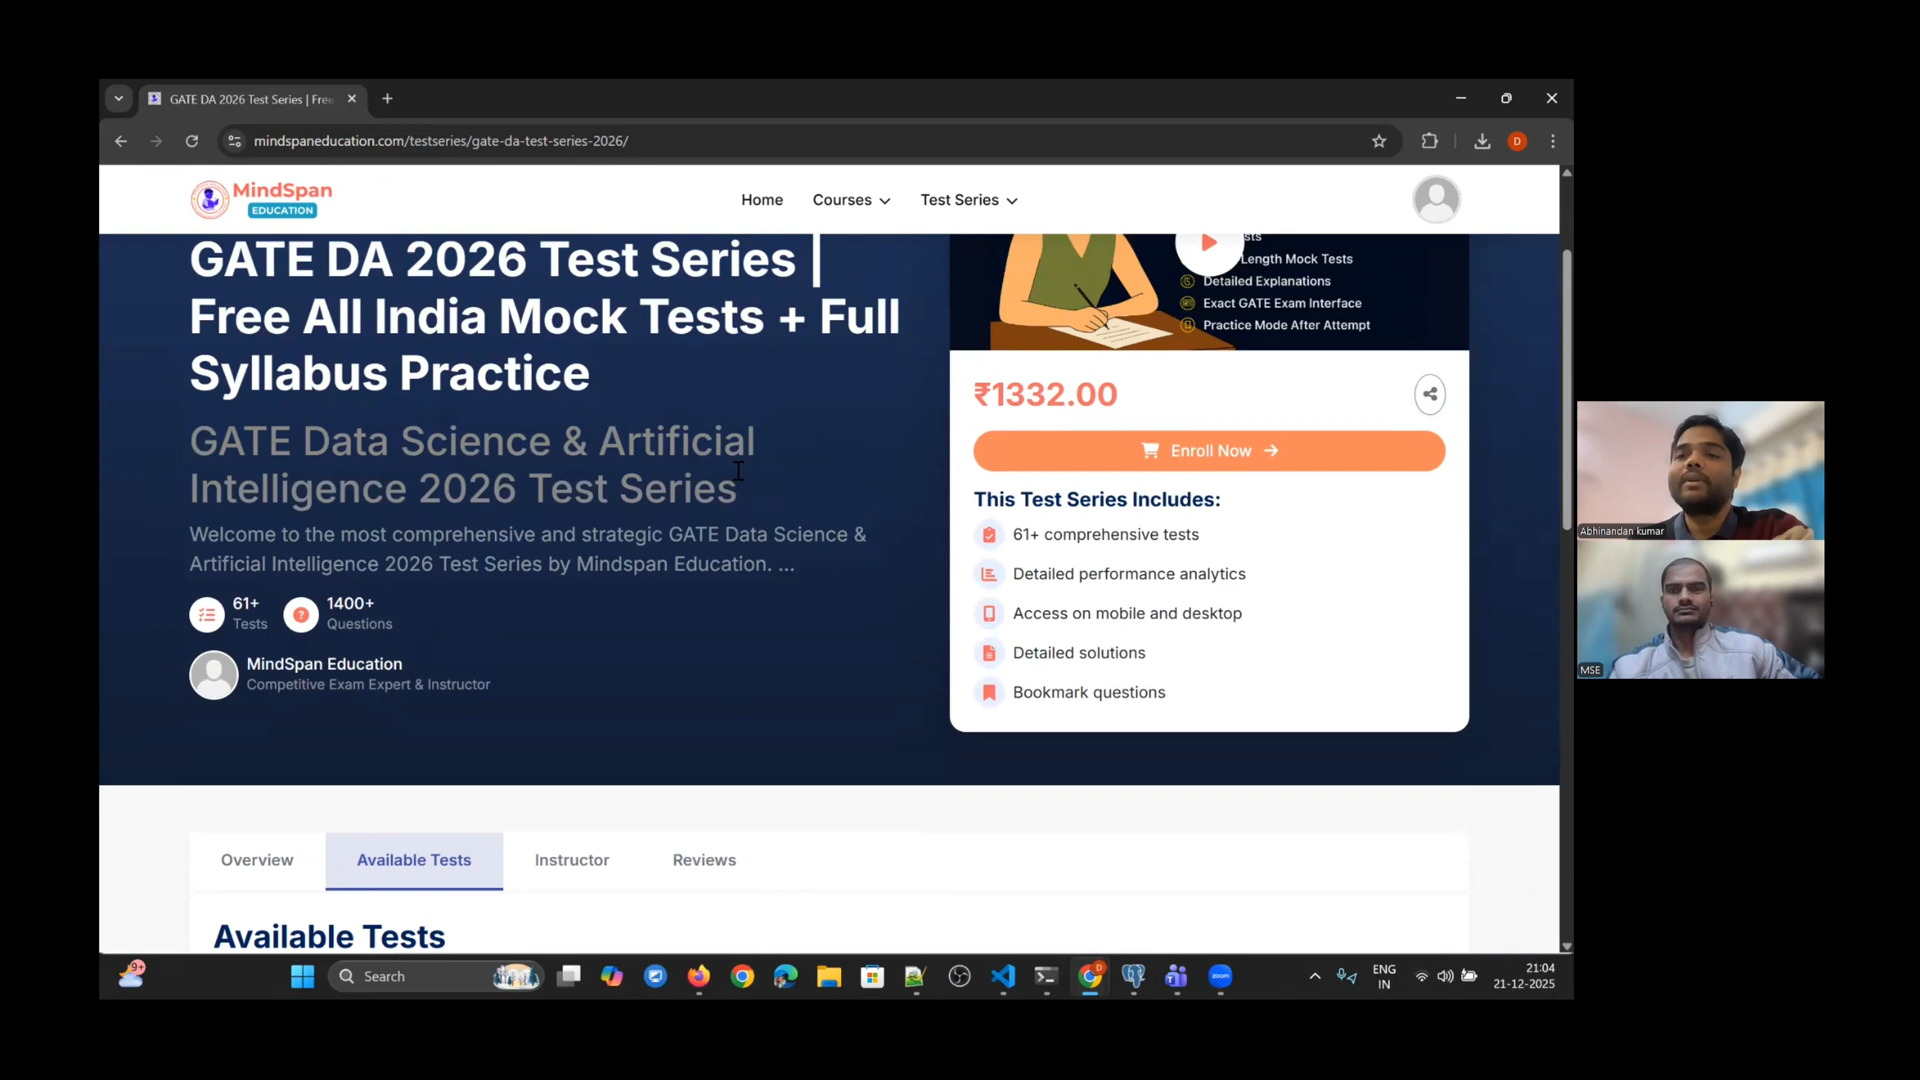 GATE DA 2026 Test Series | Free
mindspaneducation.com/testseries/gate-da-test-series-2026/
D
MindSpan
EDUCATION
Home
Courses
Test Series
GATE DA 2026 Test Series |
Free All India Mock Tests + Full
Syllabus Practice
GATE Data Science & Artificial
Intelligence 2026 Test Series
Welcome to the most comprehensive and strategic GATE Data Science &
Artificial Intelligence 2026 Test Series by Mindspan Education. ...
61+
Tests
1400+
Questions
MindSpan Education
Competitive Exam Expert & Instructor
Length Mock Tests
Detailed Explanations
Exact GATE Exam Interface
Practice Mode After Attempt
₹1332.00
Enroll Now
This Test Series Includes:
61+ comprehensive tests
Detailed performance analytics
Access on mobile and desktop
Detailed solutions
Bookmark questions
Abhinandan kumar
MSE
Overview
Available Tests
Instructor
Reviews
Available Tests
9+
Search
D
zoom
ENG
IN
21:04
21-12-2025